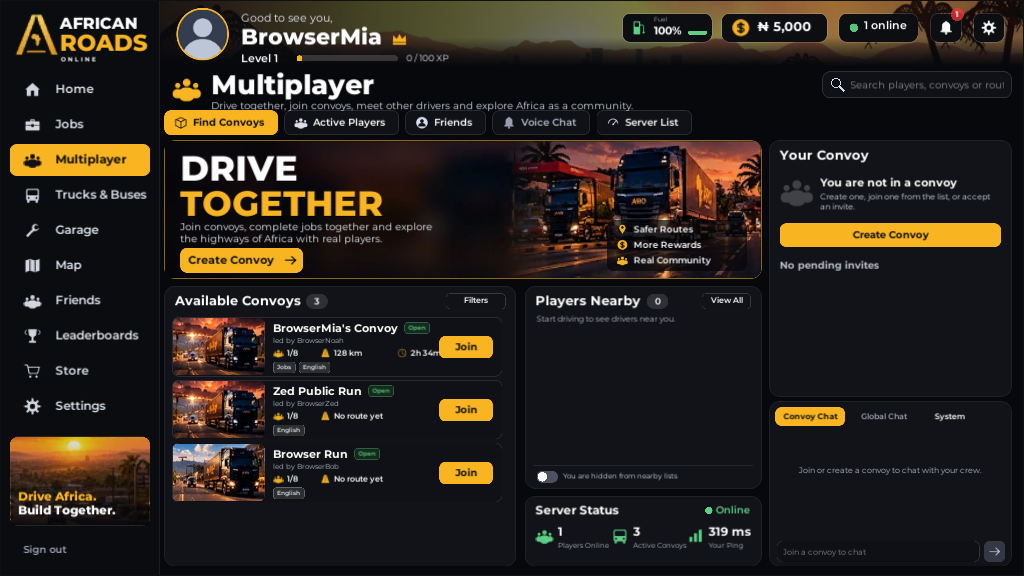 AFRICAN
ROADS
ONLINE
Home
Jobs
Multiplayer
Trucks & Buses
Garage
Map
Friends
Leaderboards
Store
Settings
Drive Africa.
Build Together.
Sign out
Good to see you,
BrowserMia
Level 1
0 / 100 XP
Fuel
100%
₦ 5,000
1 online
1
Multiplayer
Drive together, join convoys, meet other drivers and explore Africa as a community.
Search players, convoys or rout
Find Convoys
Active Players
Friends
Voice Chat
Server List
DRIVE
TOGETHER
Join convoys, complete jobs together and explore
the highways of Africa with real players.
Create Convoy
Safer Routes
More Rewards
Real Community
Available Convoys 3
Filters
BrowserMia's Convoy Open
led by BrowserNoah
1/8 128 km 2h 34m
Jobs English
Join
Zed Public Run Open
led by BrowserZed
1/8 No route yet
English
Join
Browser Run Open
led by BrowserBob
1/8 No route yet
English
Join
Players Nearby 0
View All
Start driving to see drivers near you.
You are hidden from nearby lists
Server Status
Online
1
Players Online
3
Active Convoys
319 ms
Your Ping
Your Convoy
You are not in a convoy
Create one, join one from the list, or accept
an invite.
Create Convoy
No pending invites
Convoy Chat
Global Chat
System
Join or create a convoy to chat with your crew.
Join a convoy to chat